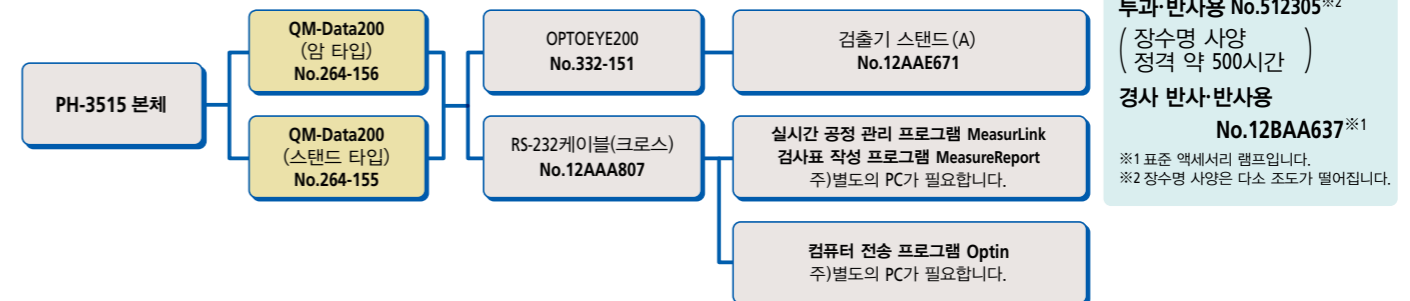 PH-3515 본체
QM-Data200
(암 타입)
No.264-156
QM-Data200
(스탠드 타입)
No.264-155
OPTOEYE200
No.332-151
RS-232케이블(크로스)
No.12AAA807
검출기 스탠드(A)
No.12AAE671
실시간 공정 관리 프로그램 MeasurLink
검사표 작성 프로그램 MeasureReport
주)별도의 PC가 필요합니다.
컴퓨터 전송 프로그램 Optin
주)별도의 PC가 필요합니다.
투과·반사용 No.512305※2
(장수명 사양
정격 약 500시간)
경사 반사·반사용
No.12BAA637※1
※1 표준 액세서리 램프입니다.
※2 장수명 사양은 다소 조도가 떨어집니다.